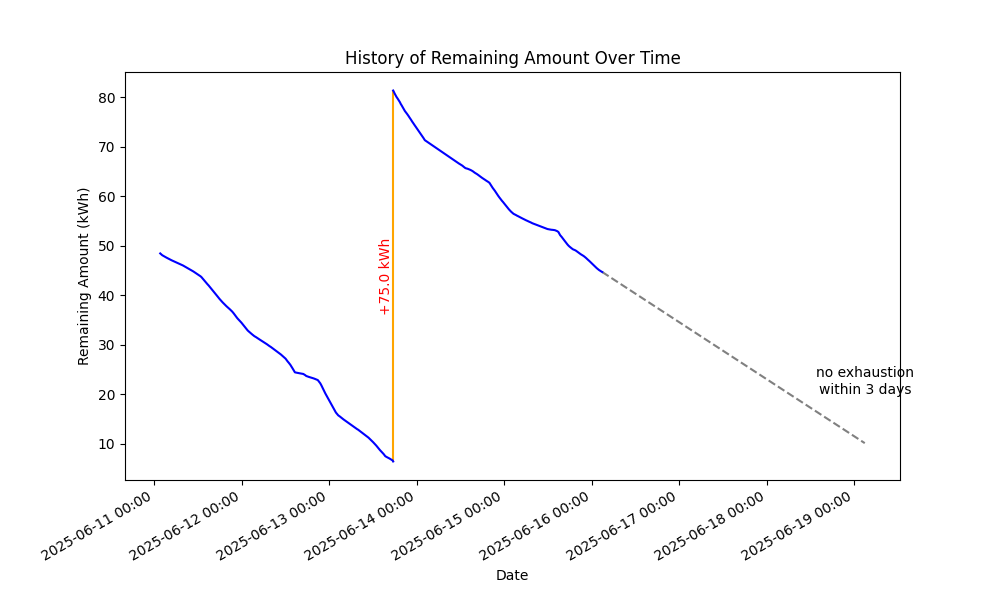 History of Remaining Amount Over Time
Remaining Amount (kWh)
80
70
60
50
40
30
20
10
+75.0 kWh
no exhaustion
within 3 days
2025-06-11 00:00
2025-06-12 00:00
2025-06-13 00:00
2025-06-14 00:00
2025-06-15 00:00
2025-06-16 00:00
2025-06-17 00:00
2025-06-18 00:00
2025-06-19 00:00
Date